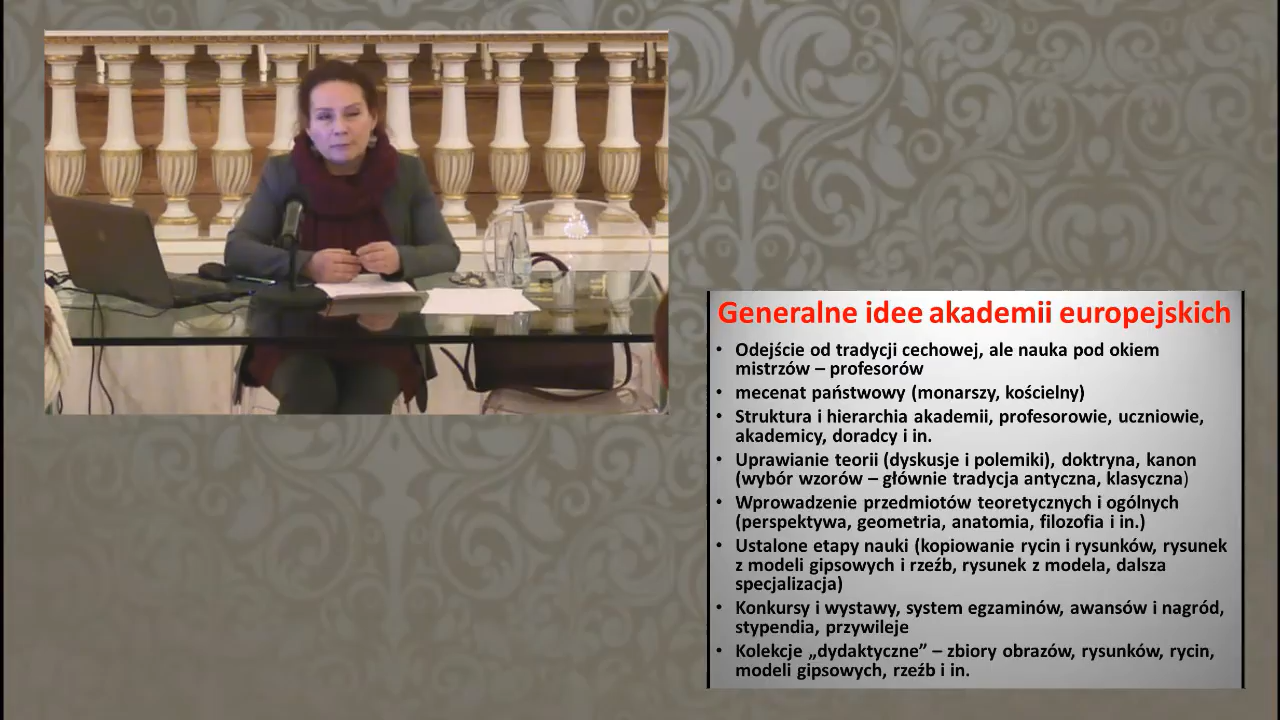 Generalne idee akademii europejskich
• Odejście od tradycji cechowej, ale nauka pod okiem
mistrzów – profesorów
• mecenat państwowy (monarszy, kościelny)
• Struktura i hierarchia akademii, profesorowie, uczniowie,
akademicy, doradcy i in.
• Uprawianie teorii (dyskusje i polemiki), doktryna, kanon
(wybór wzorów – głównie tradycja antyczna, klasyczna)
• Wprowadzenie przedmiotów teoretycznych i ogólnych
(perspektywa, geometria, anatomia, filozofia i in.)
• Ustalone etapy nauki (kopiowanie rycin i rysunków, rysunek
z modeli gipsowych i rzeźb, rysunek z modela, dalsza
specjalizacja)
• Konkursy i wystawy, system egzaminów, awansów i nagród,
stypendia, przywileje
• Kolekcje „dydaktyczne” – zbiory obrazów, rysunków, rycin,
modeli gipsowych, rzeźb i in.